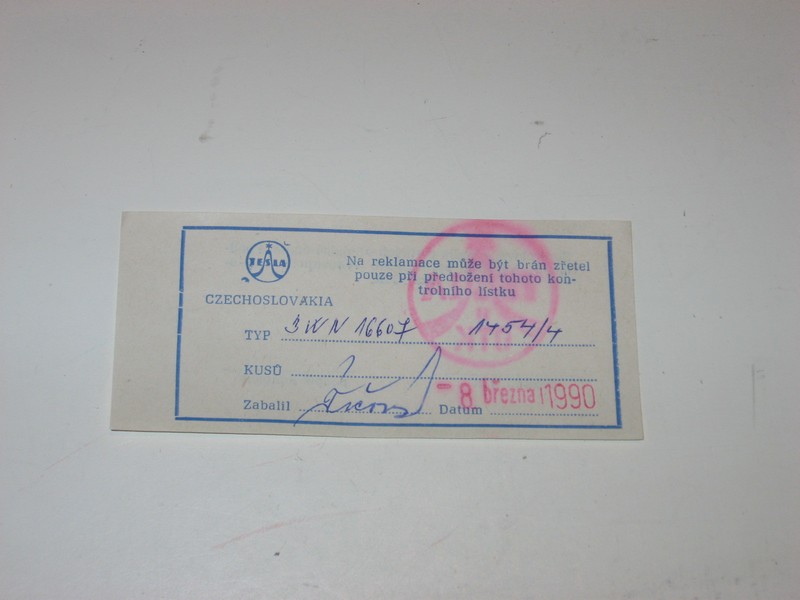 TESLA
Na reklamace může být brán zřetel
pouze při předložení tohoto kon-
trolního lístku
CZECHOSLOVAKIA
TYP 3WN 16607 1454/4
KUSŮ 1
Zabalil Datum - 8. března 1990